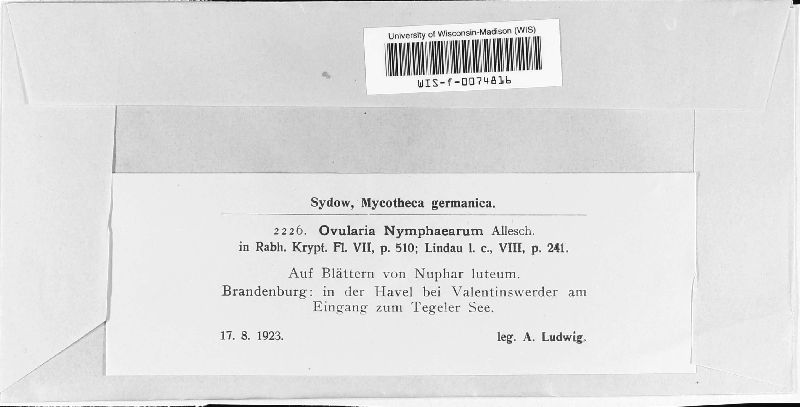 University of Wisconsin-Madison (WIS)
WIS-f-0074816
Sydow, Mycotheca germanica.
2226. Ovularia Nymphaearum Allesch.
in Rabh. Krypt. Fl. VII, p. 510; Lindau l. c., VIII, p. 241.
Auf Blättern von Nuphar luteum.
Brandenburg: in der Havel bei Valentinswerder am
Eingang zum Tegeler See.
17. 8. 1923. leg. A. Ludwig.